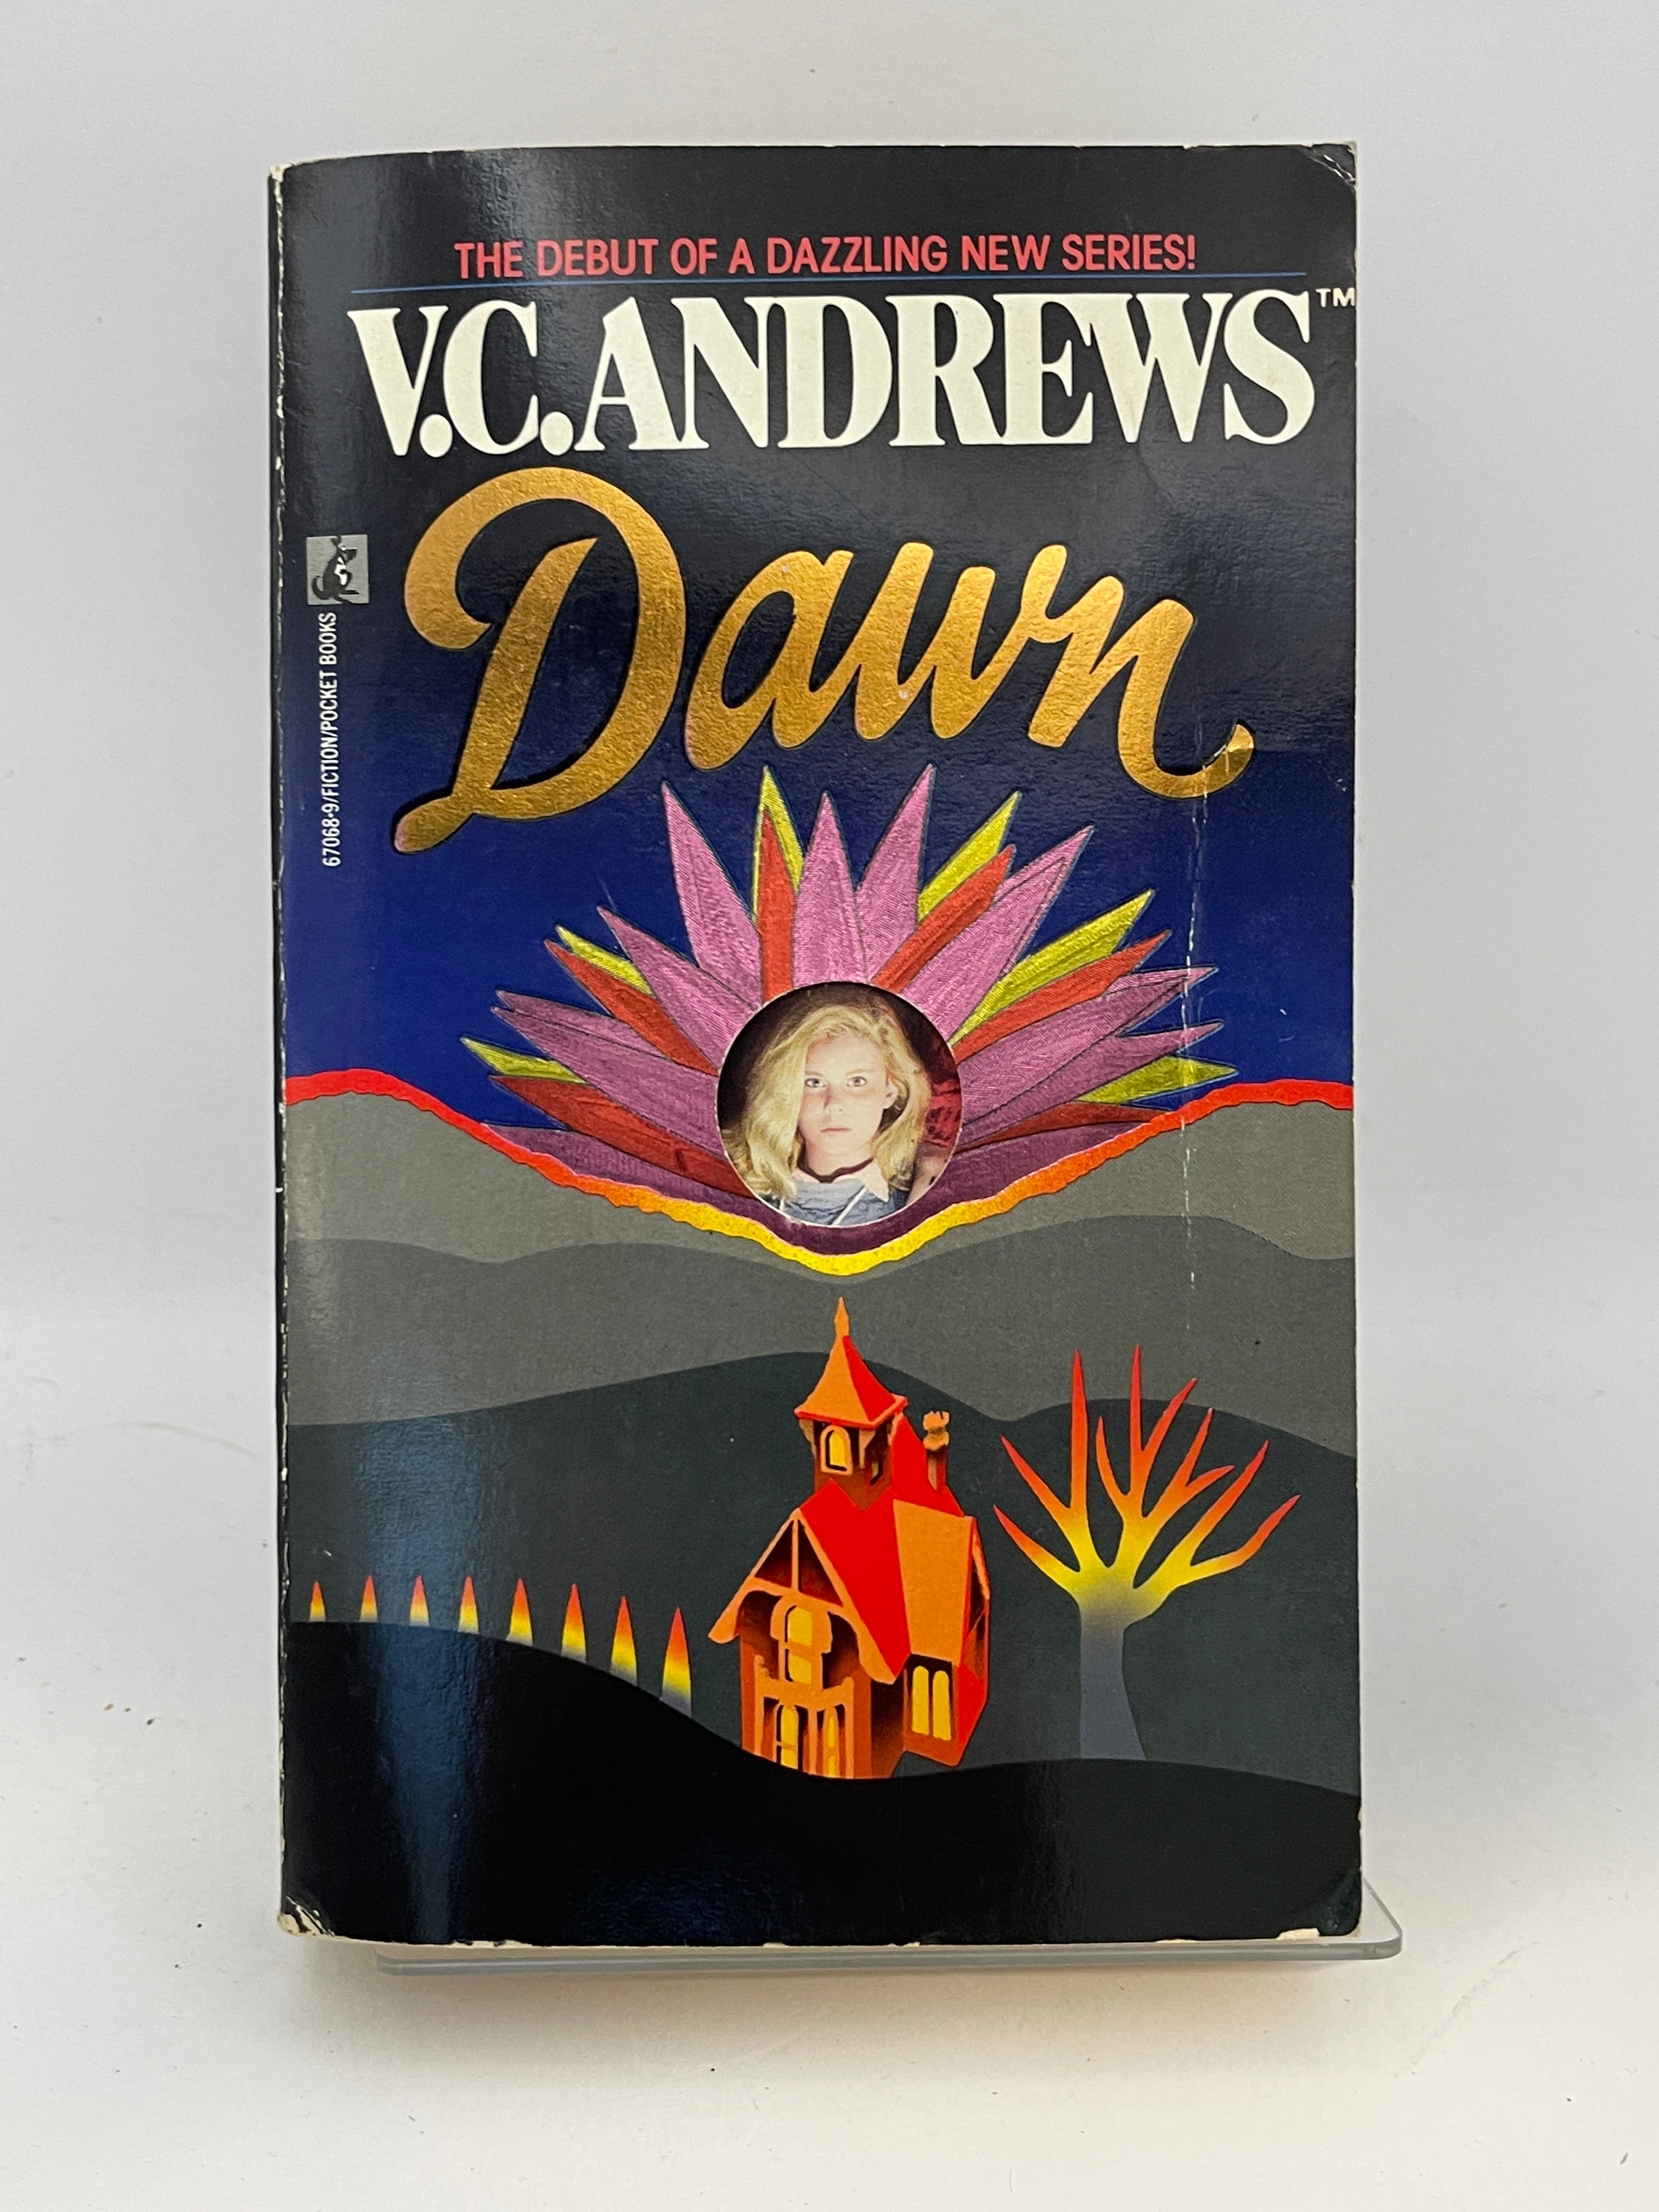 THE DEBUT OF A DAZZLING NEW SERIES!
V.C. ANDREWS™
Dawn
67068-9/FICTION/POCKET BOOKS